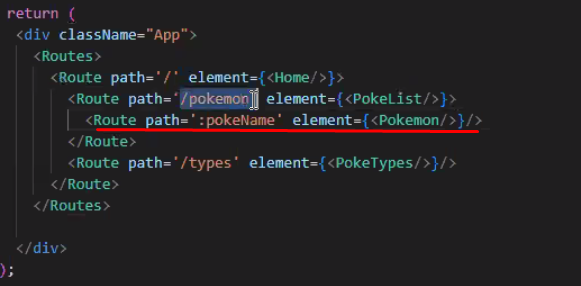 return (
<div className="App">
<Routes>
<Route path='/' element={<Home/>}>
<Route path='/pokemon' element={<PokeList/>}>
<Route path=':pokeName' element={<Pokemon/>}/>
</Route>
<Route path='/types' element={<PokeTypes/>}/>
</Route>
</Routes>
</div>
);